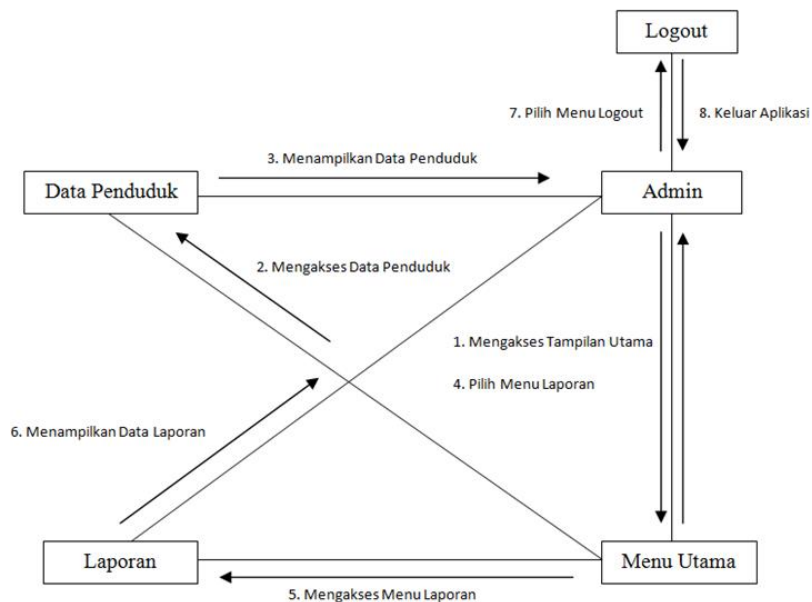 Logout
7. Pilih Menu Logout
8. Keluar Aplikasi
3. Menampilkan Data Penduduk
Data Penduduk
Admin
2. Mengakses Data Penduduk
1. Mengakses Tampilan Utama
4. Pilih Menu Laporan
6. Menampilkan Data Laporan
Laporan
Menu Utama
5. Mengakses Menu Laporan